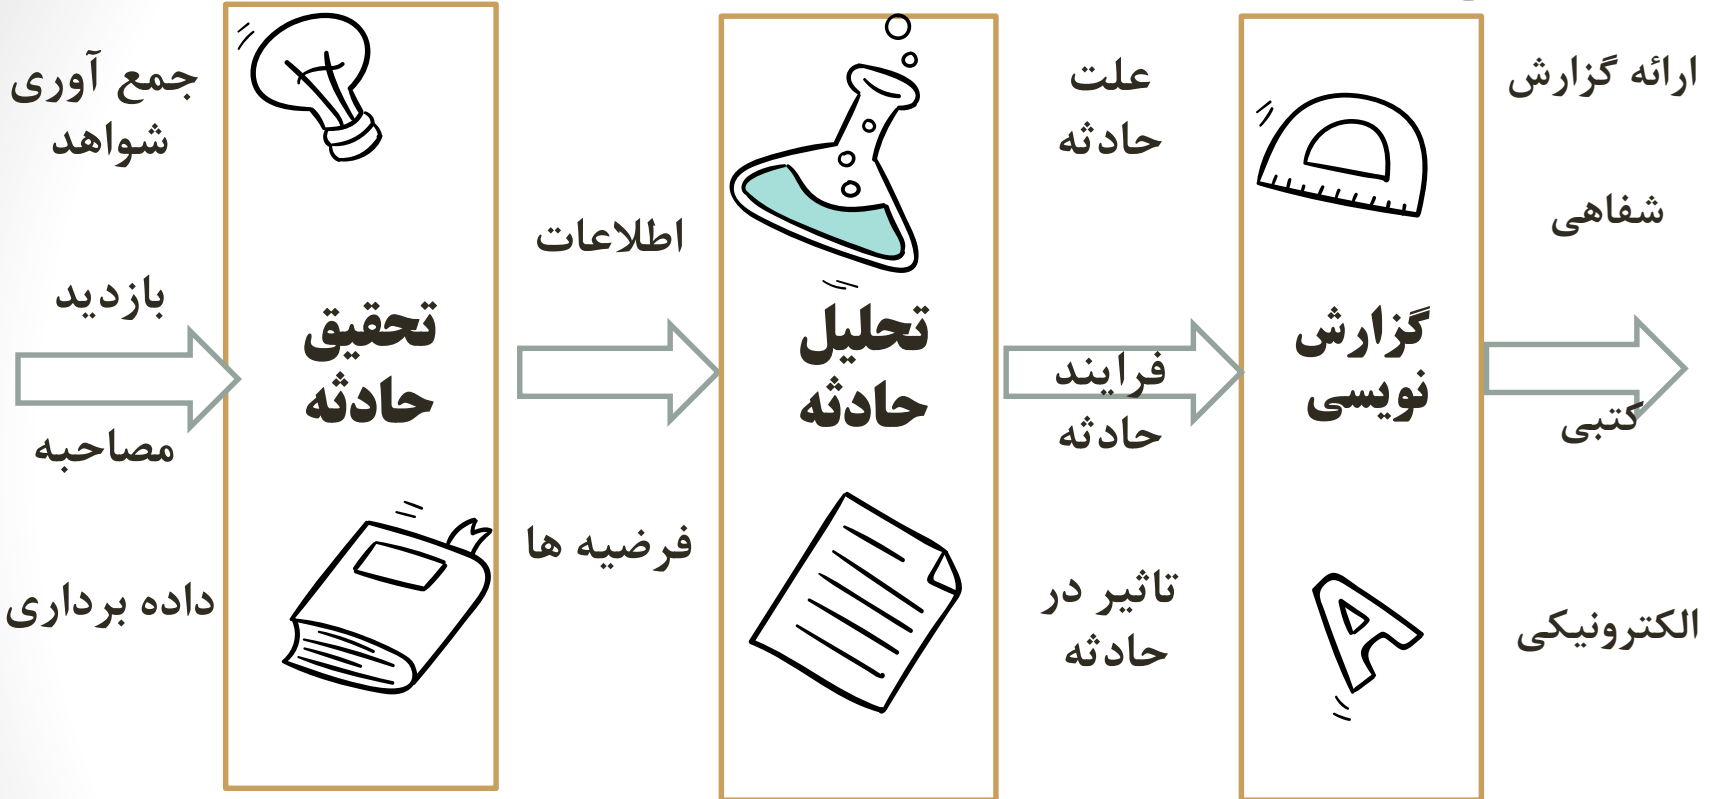 جمع آوری
شواهد
بازدید
مصاحبه
داده برداری
تحقیق
حادثه
اطلاعات
فرضیه ها
تحلیل
حادثه
علت
حادثه
فرایند
حادثه
تاثیر در
حادثه
گزارش
نویسی
A
ارائه گزارش
شفاهی
کتبی
الکترونیکی